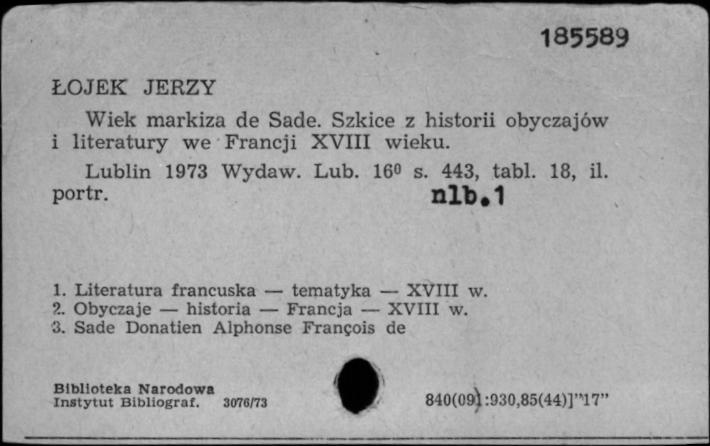 185589
ŁOJEK JERZY
Wiek markiza de Sade. Szkice z historii obyczajów
i literatury we Francji XVIII wieku.
Lublin 1973 Wydaw. Lub. 16⁰ s. 443, tabl. 18, il.
portr. nlb.1
1. Literatura francuska — tematyka — XVIII w.
2. Obyczaje — historia — Francja — XVIII w.
3. Sade Donatien Alphonse François de
Biblioteka Narodowa
Instytut Bibliograf. 3076/73 840(091:930,85(44)]"17"